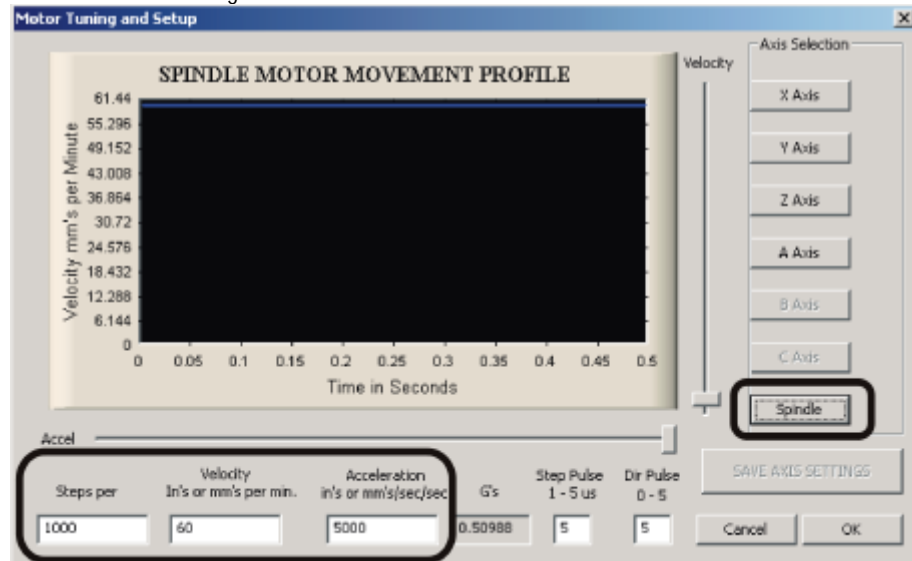 Motor Tuning and Setup
SPINDLE MOTOR MOVEMENT PROFILE
Velocity mm's per Minute
61.44
55.296
49.152
43.008
36.864
30.72
24.576
18.432
12.288
6.144
0
0 0.05 0.1 0.15 0.2 0.25 0.3 0.35 0.4 0.45 0.5
Time in Seconds
Velocity
Axis Selection
X Axis
Y Axis
Z Axis
A Axis
B Axis
C Axis
Spindle
Accel
Steps per
Velocity
In's or mm's per min.
Acceleration
in's or mm's/sec/sec
G's
Step Pulse
1 - 5 us
Dir Pulse
0 - 5
1000 60 5000 0.50988 5 5
SAVE AXIS SETTINGS
Cancel OK